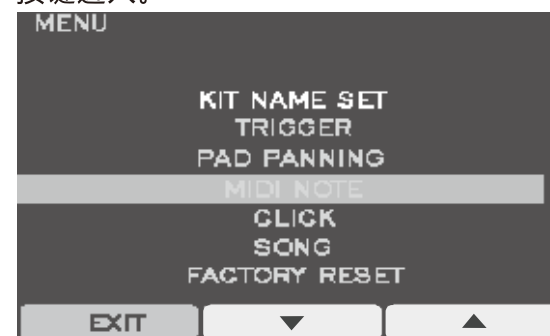 MENU
KIT NAME SET
TRIGGER
PAD PANNING
MIDI NOTE
CLICK
SONG
FACTORY RESET
EXIT